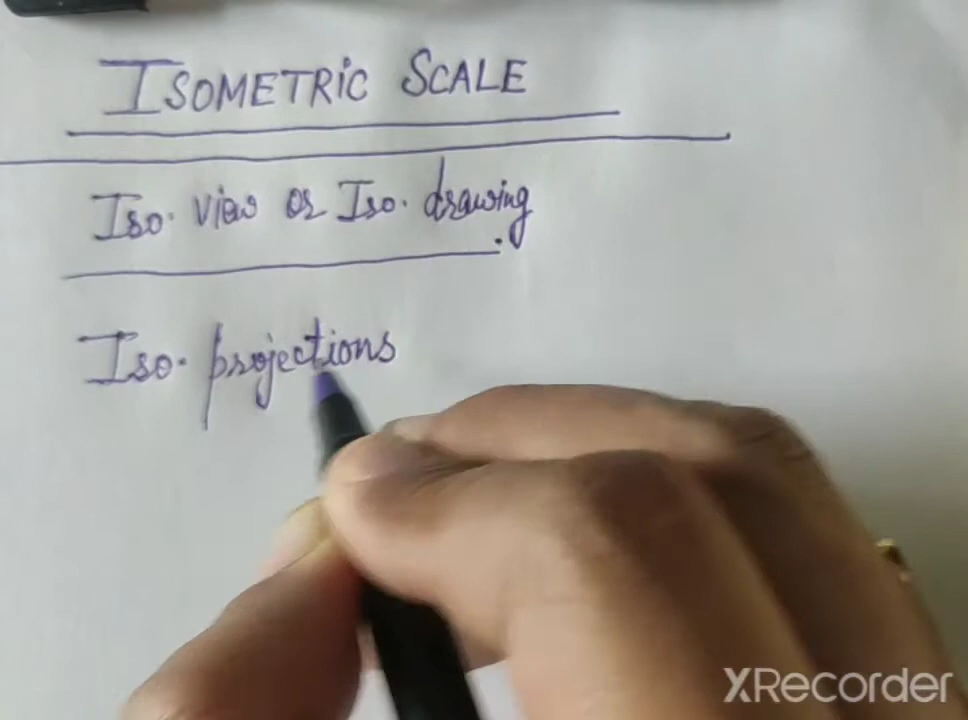 ISOMETRIC SCALE
Iso. view or Iso. drawing.
Iso. projections
XRecorder